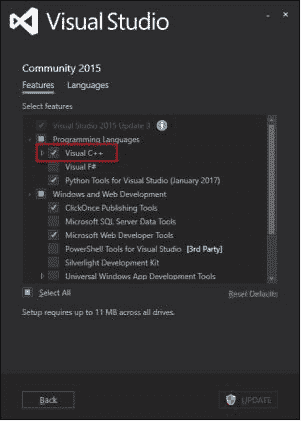 Visual Studio
Community 2015
Features Languages
Select features
Visual Studio 2015 Update 3
Programming Languages
Visual C++
Visual F#
Python Tools for Visual Studio (January 2017)
Windows and Web Development
ClickOnce Publishing Tools
Microsoft SQL Server Data Tools
Microsoft Web Developer Tools
PowerShell Tools for Visual Studio [3rd Party]
Silverlight Development Kit
Universal Windows App Development Tools
Select All Reset Defaults
Setup requires up to 11 MB across all drives.
Back UPDATE